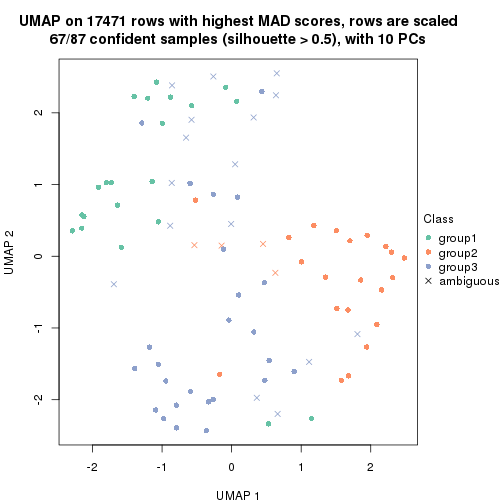 UMAP on 17471 rows with highest MAD scores, rows are scaled
67/87 confident samples (silhouette > 0.5), with 10 PCs
2
1
0
-1
-2
UMAP 2
-2
-1
0
1
2
UMAP 1
Class
group1
group2
group3
ambiguous